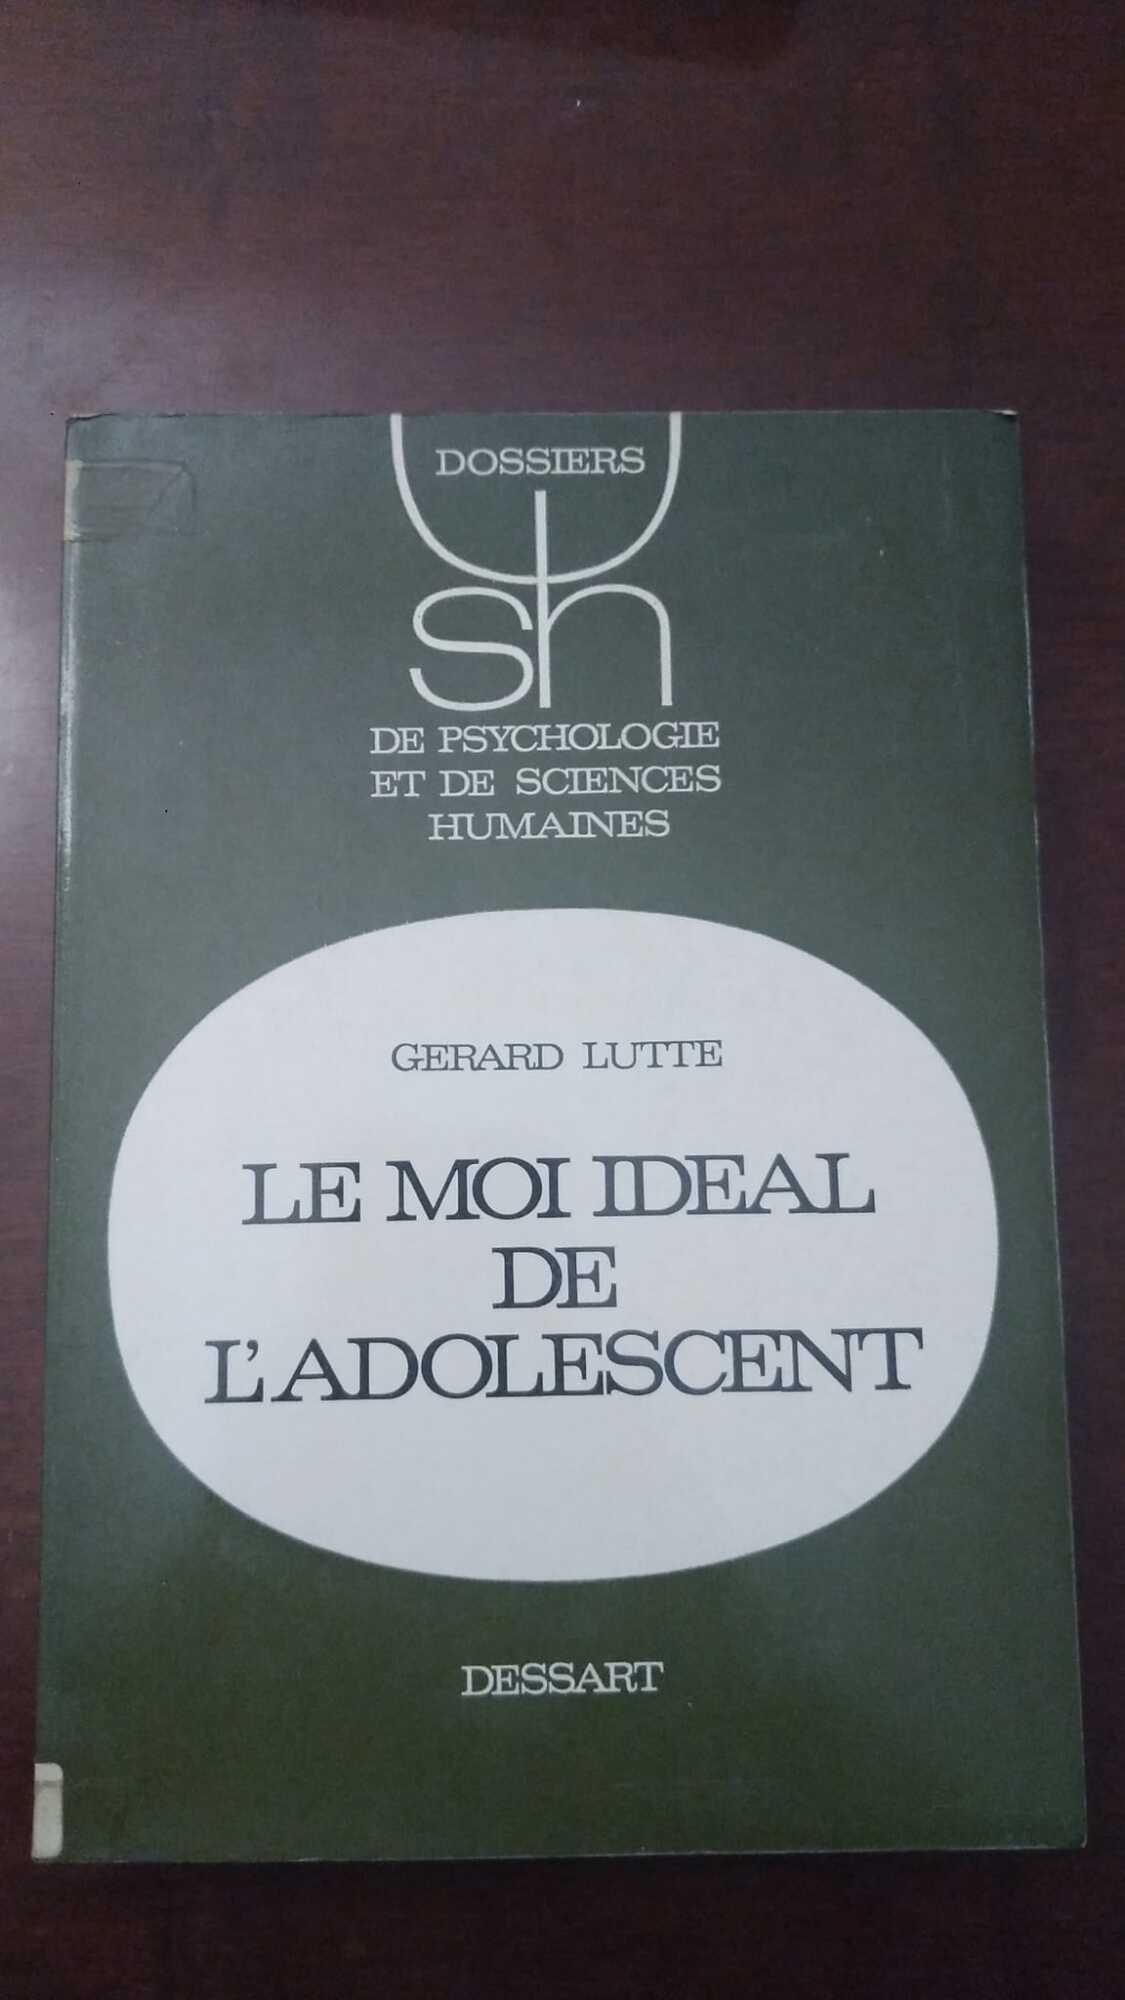 DOSSIERS
sh
DE PSYCHOLOGIE
ET DE SCIENCES
HUMAINES
GERARD LUTTE
LE MOI IDEAL
DE
L'ADOLESCENT
DESSART